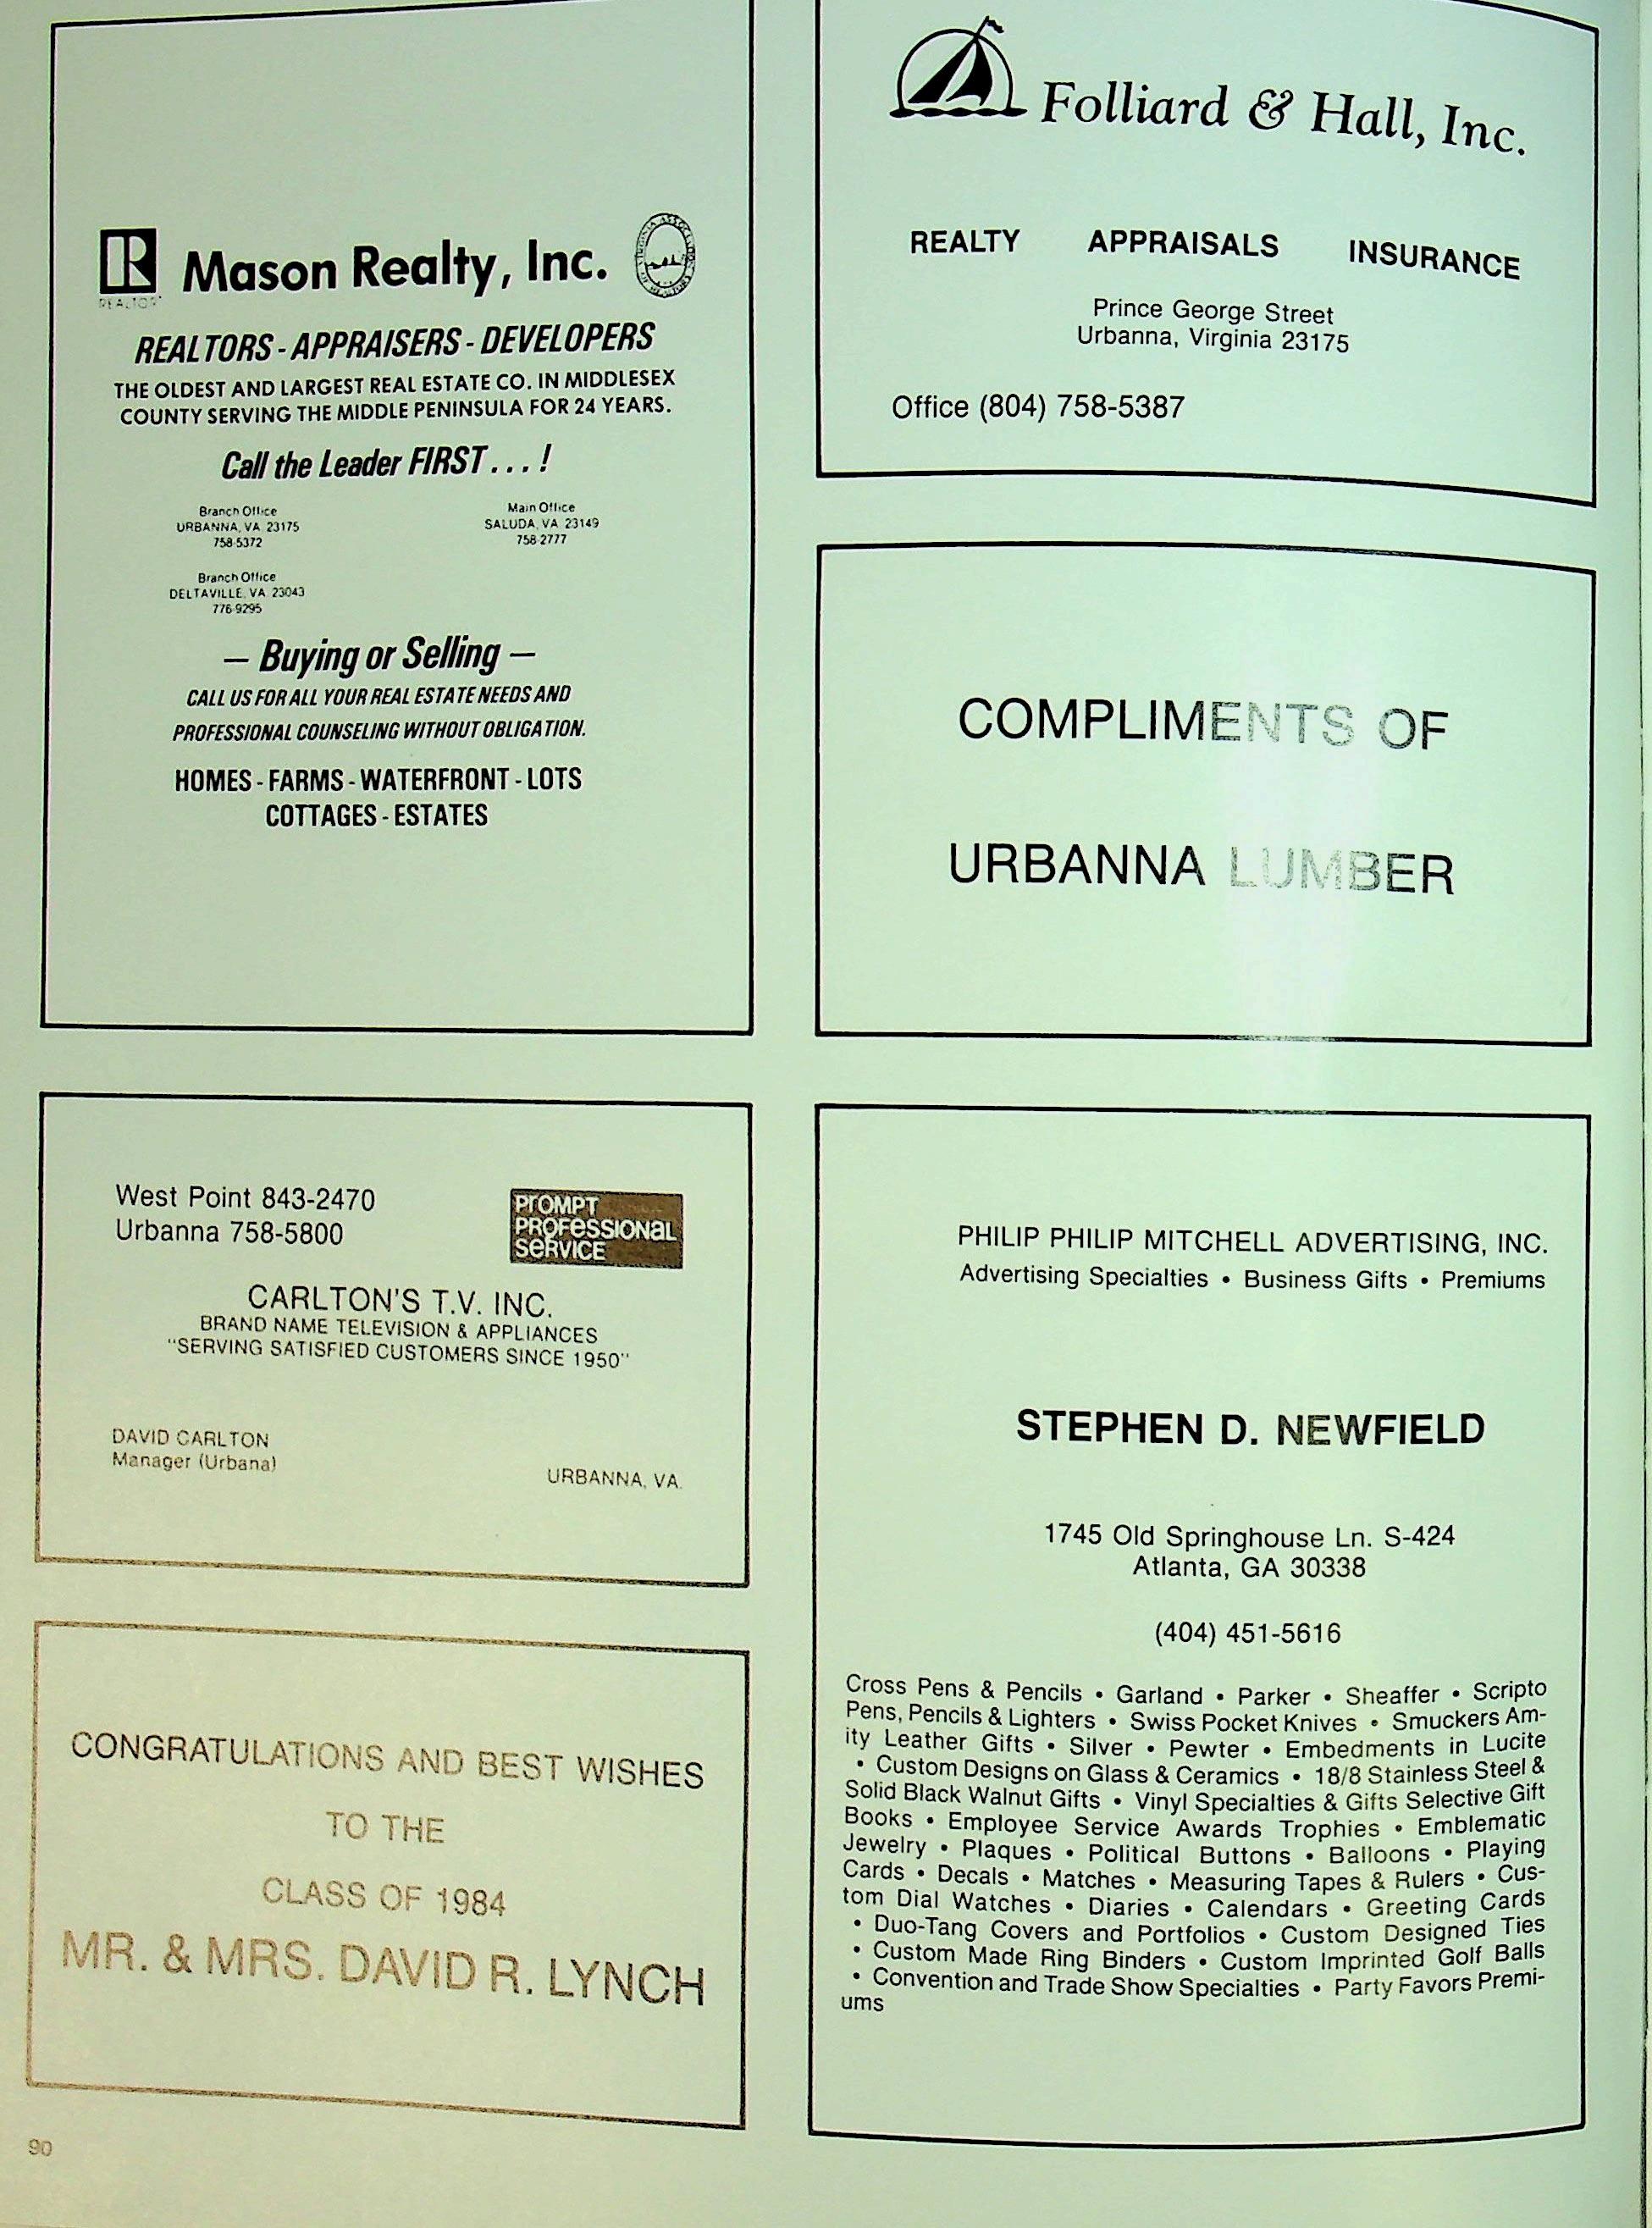 REALTOR
Mason Realty, Inc.
VIRGINIA ASSOCIATION OF REALTORS
REALTORS - APPRAISERS - DEVELOPERS
THE OLDEST AND LARGEST REAL ESTATE CO. IN MIDDLESEX
COUNTY SERVING THE MIDDLE PENINSULA FOR 24 YEARS.
Call the Leader FIRST . . . !
Branch Office
URBANNA, VA. 23175
758-5372
Main Office
SALUDA, VA. 23149
758-2777
Branch Office
DELTAVILLE, VA. 23043
776-9295
— Buying or Selling —
CALL US FOR ALL YOUR REAL ESTATE NEEDS AND
PROFESSIONAL COUNSELING WITHOUT OBLIGATION.
HOMES - FARMS - WATERFRONT - LOTS
COTTAGES - ESTATES
Folliard & Hall, Inc.
REALTY APPRAISALS INSURANCE
Prince George Street
Urbanna, Virginia 23175
Office (804) 758-5387
COMPLIMENTS OF
URBANNA LUMBER
West Point 843-2470
Urbanna 758-5800
PrOMPT
PROFeSSIONaL
SeRVICE
CARLTON'S T.V. INC.
BRAND NAME TELEVISION & APPLIANCES
"SERVING SATISFIED CUSTOMERS SINCE 1950"
DAVID CARLTON
Manager (Urbana)
URBANNA, VA.
CONGRATULATIONS AND BEST WISHES
TO THE
CLASS OF 1984
MR. & MRS. DAVID R. LYNCH
PHILIP PHILIP MITCHELL ADVERTISING, INC.
Advertising Specialties • Business Gifts • Premiums
STEPHEN D. NEWFIELD
1745 Old Springhouse Ln. S-424
Atlanta, GA 30338
(404) 451-5616
Cross Pens & Pencils • Garland • Parker • Sheaffer • Scripto
Pens, Pencils & Lighters • Swiss Pocket Knives • Smuckers Am-
ity Leather Gifts • Silver • Pewter • Embedments in Lucite
• Custom Designs on Glass & Ceramics • 18/8 Stainless Steel &
Solid Black Walnut Gifts • Vinyl Specialties & Gifts Selective Gift
Books • Employee Service Awards Trophies • Emblematic
Jewelry • Plaques • Political Buttons • Balloons • Playing
Cards • Decals • Matches • Measuring Tapes & Rulers • Cus-
tom Dial Watches • Diaries • Calendars • Greeting Cards
• Duo-Tang Covers and Portfolios • Custom Designed Ties
• Custom Made Ring Binders • Custom Imprinted Golf Balls
• Convention and Trade Show Specialties • Party Favors Premi-
ums
90